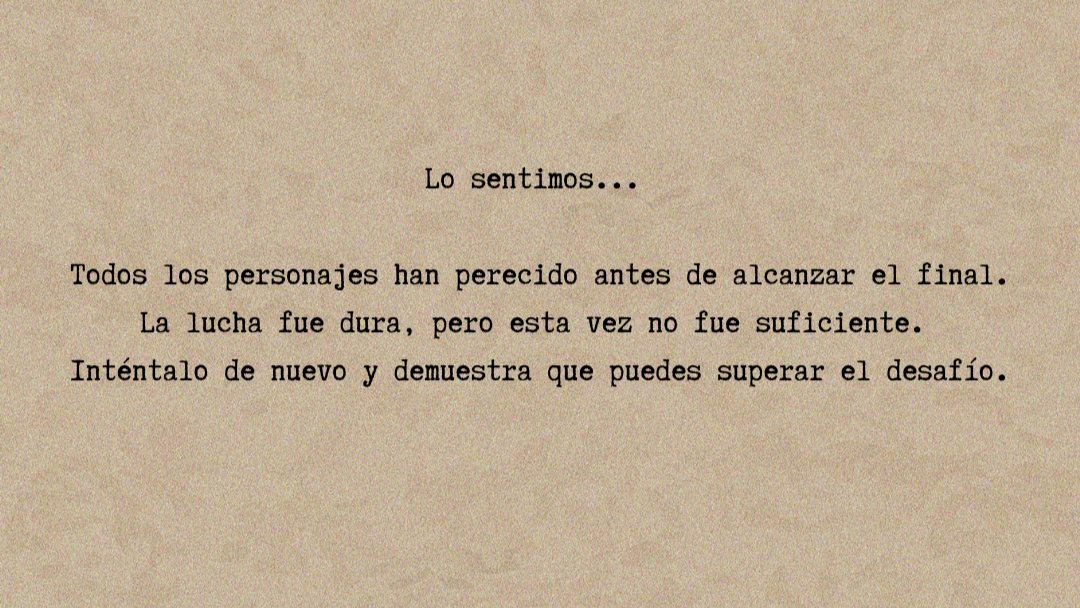 Lo sentimos...
Todos los personajes han perecido antes de alcanzar el final.
La lucha fue dura, pero esta vez no fue suficiente.
Inténtalo de nuevo y demuestra que puedes superar el desafío.